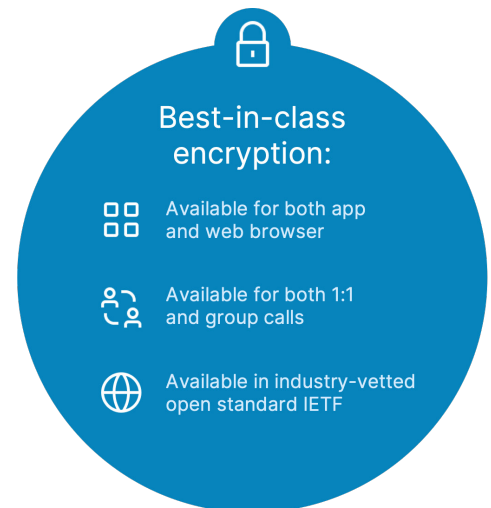 Best-in-class
encryption:
Available for both app
and web browser
Available for both 1:1
and group calls
Available in industry-vetted
open standard IETF